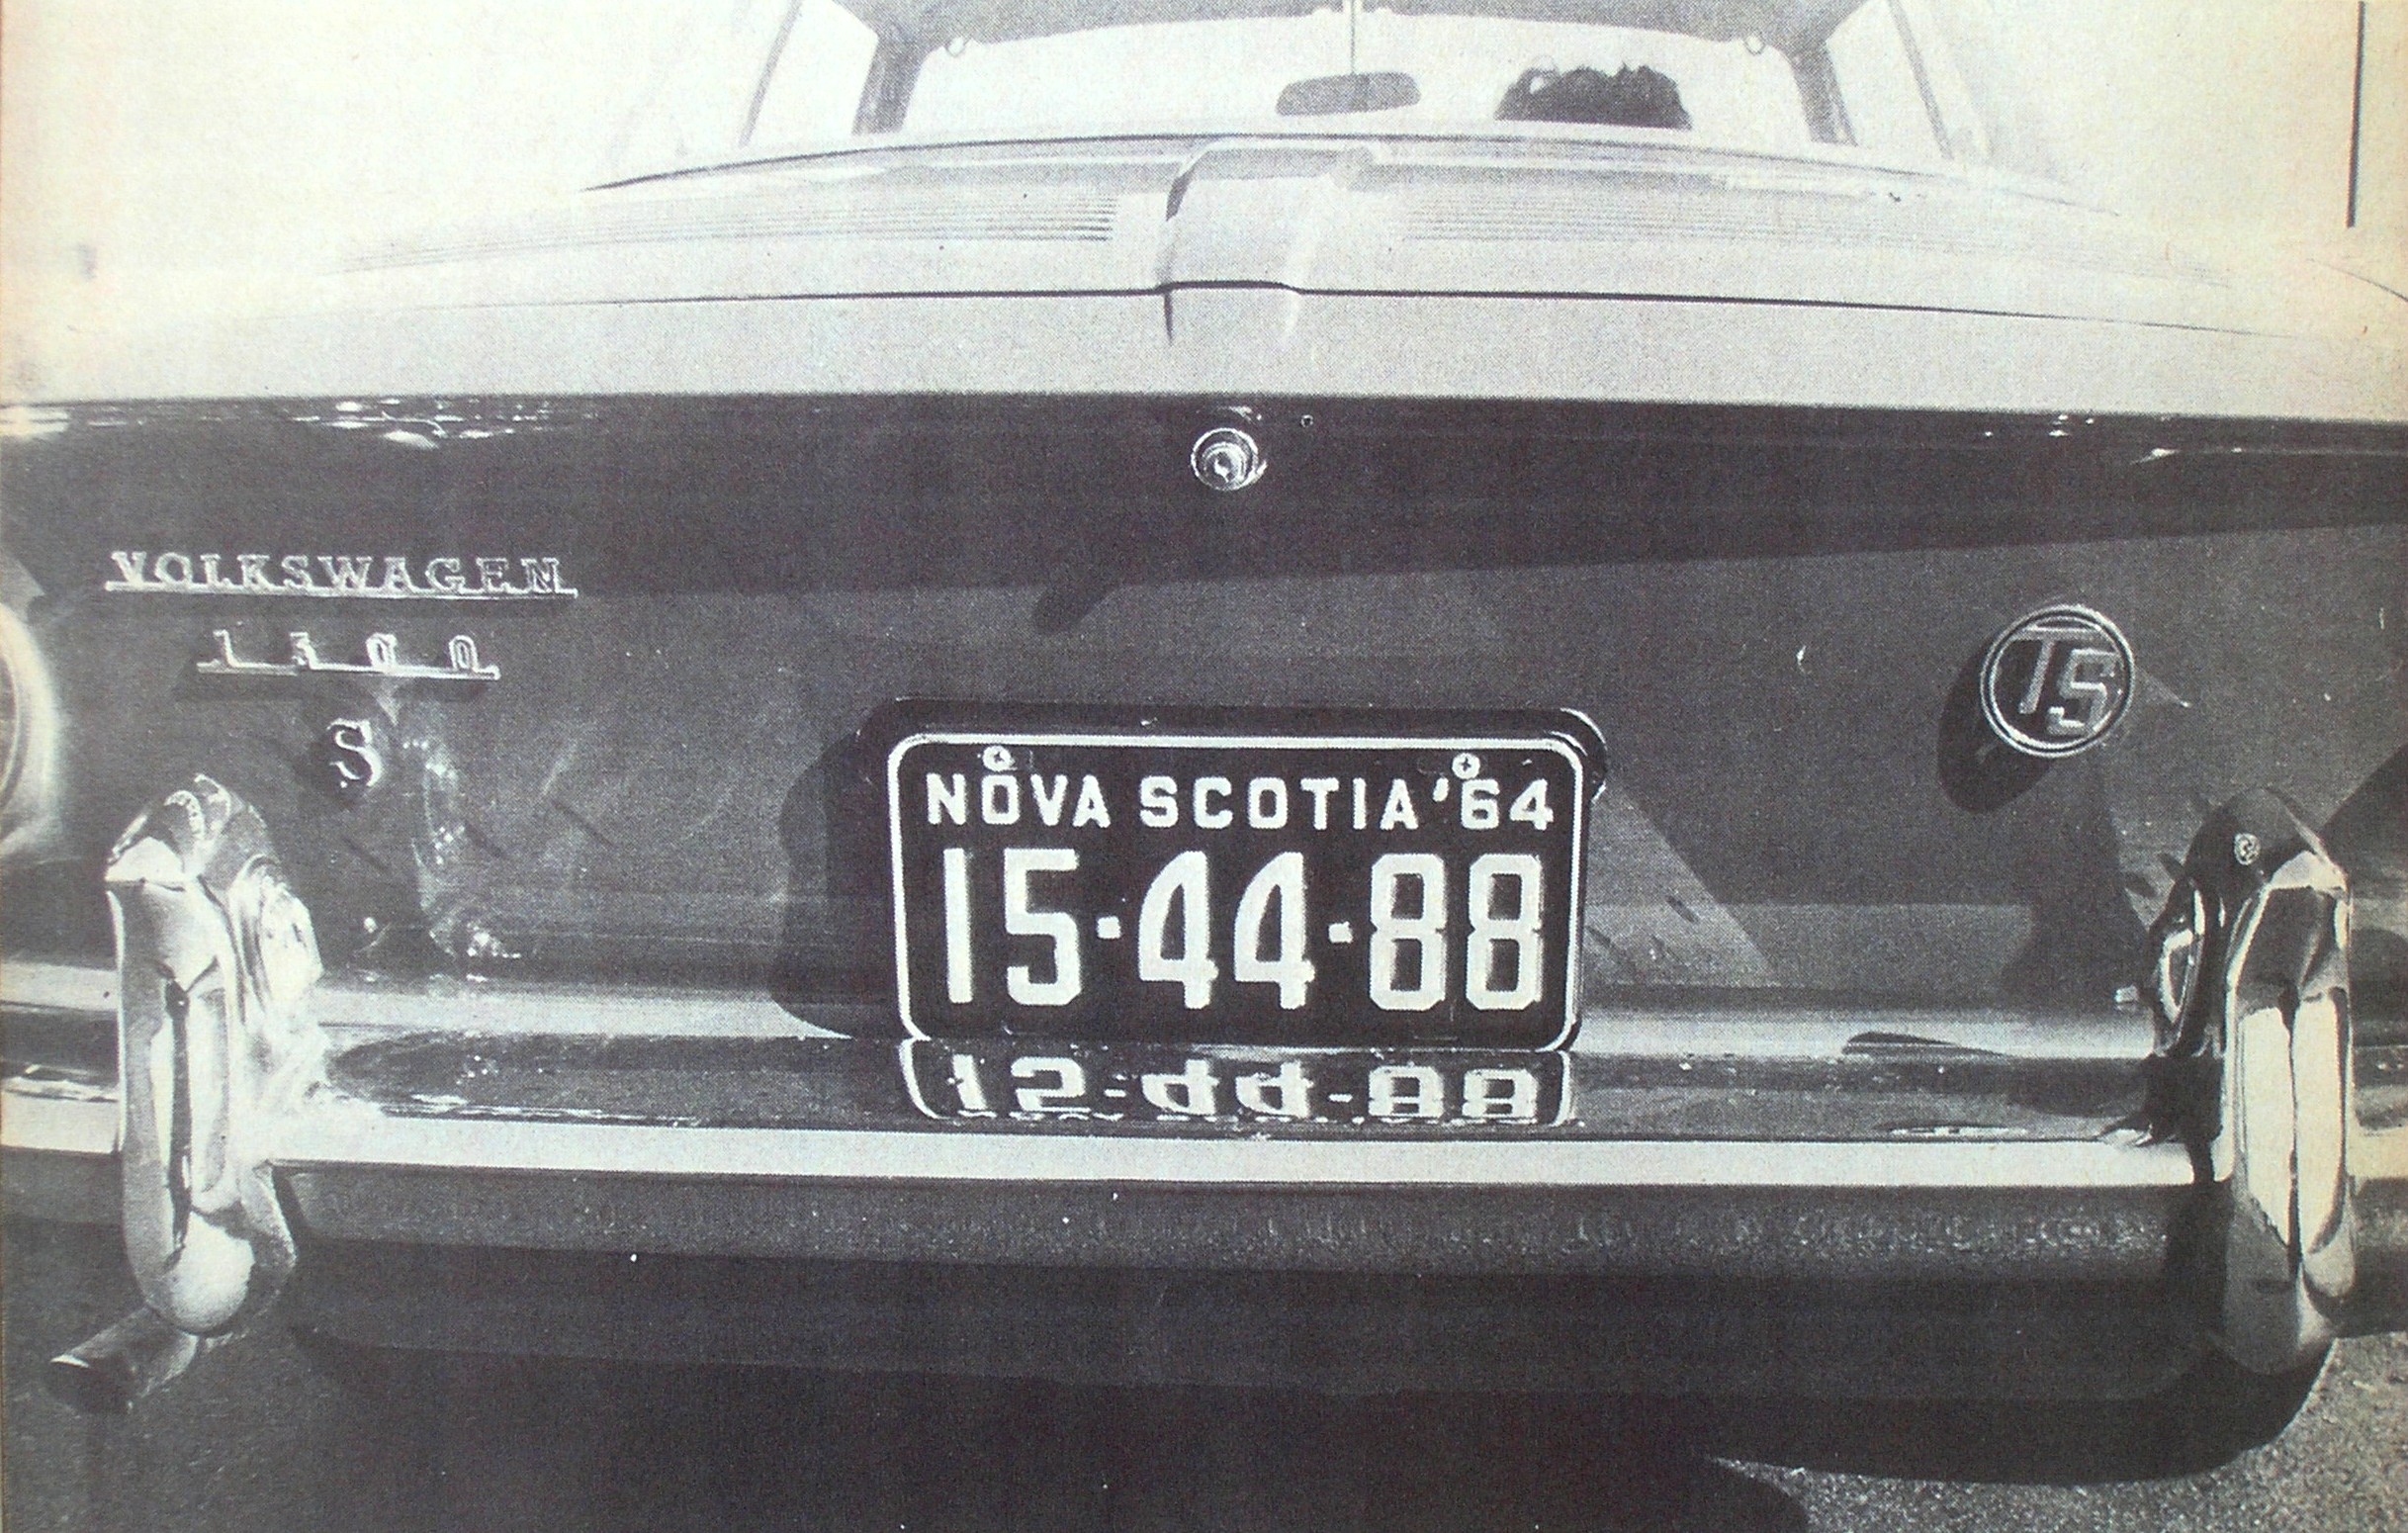 VOLKSWAGEN
1500
S
TS
NOVA SCOTIA '64
15·44·88